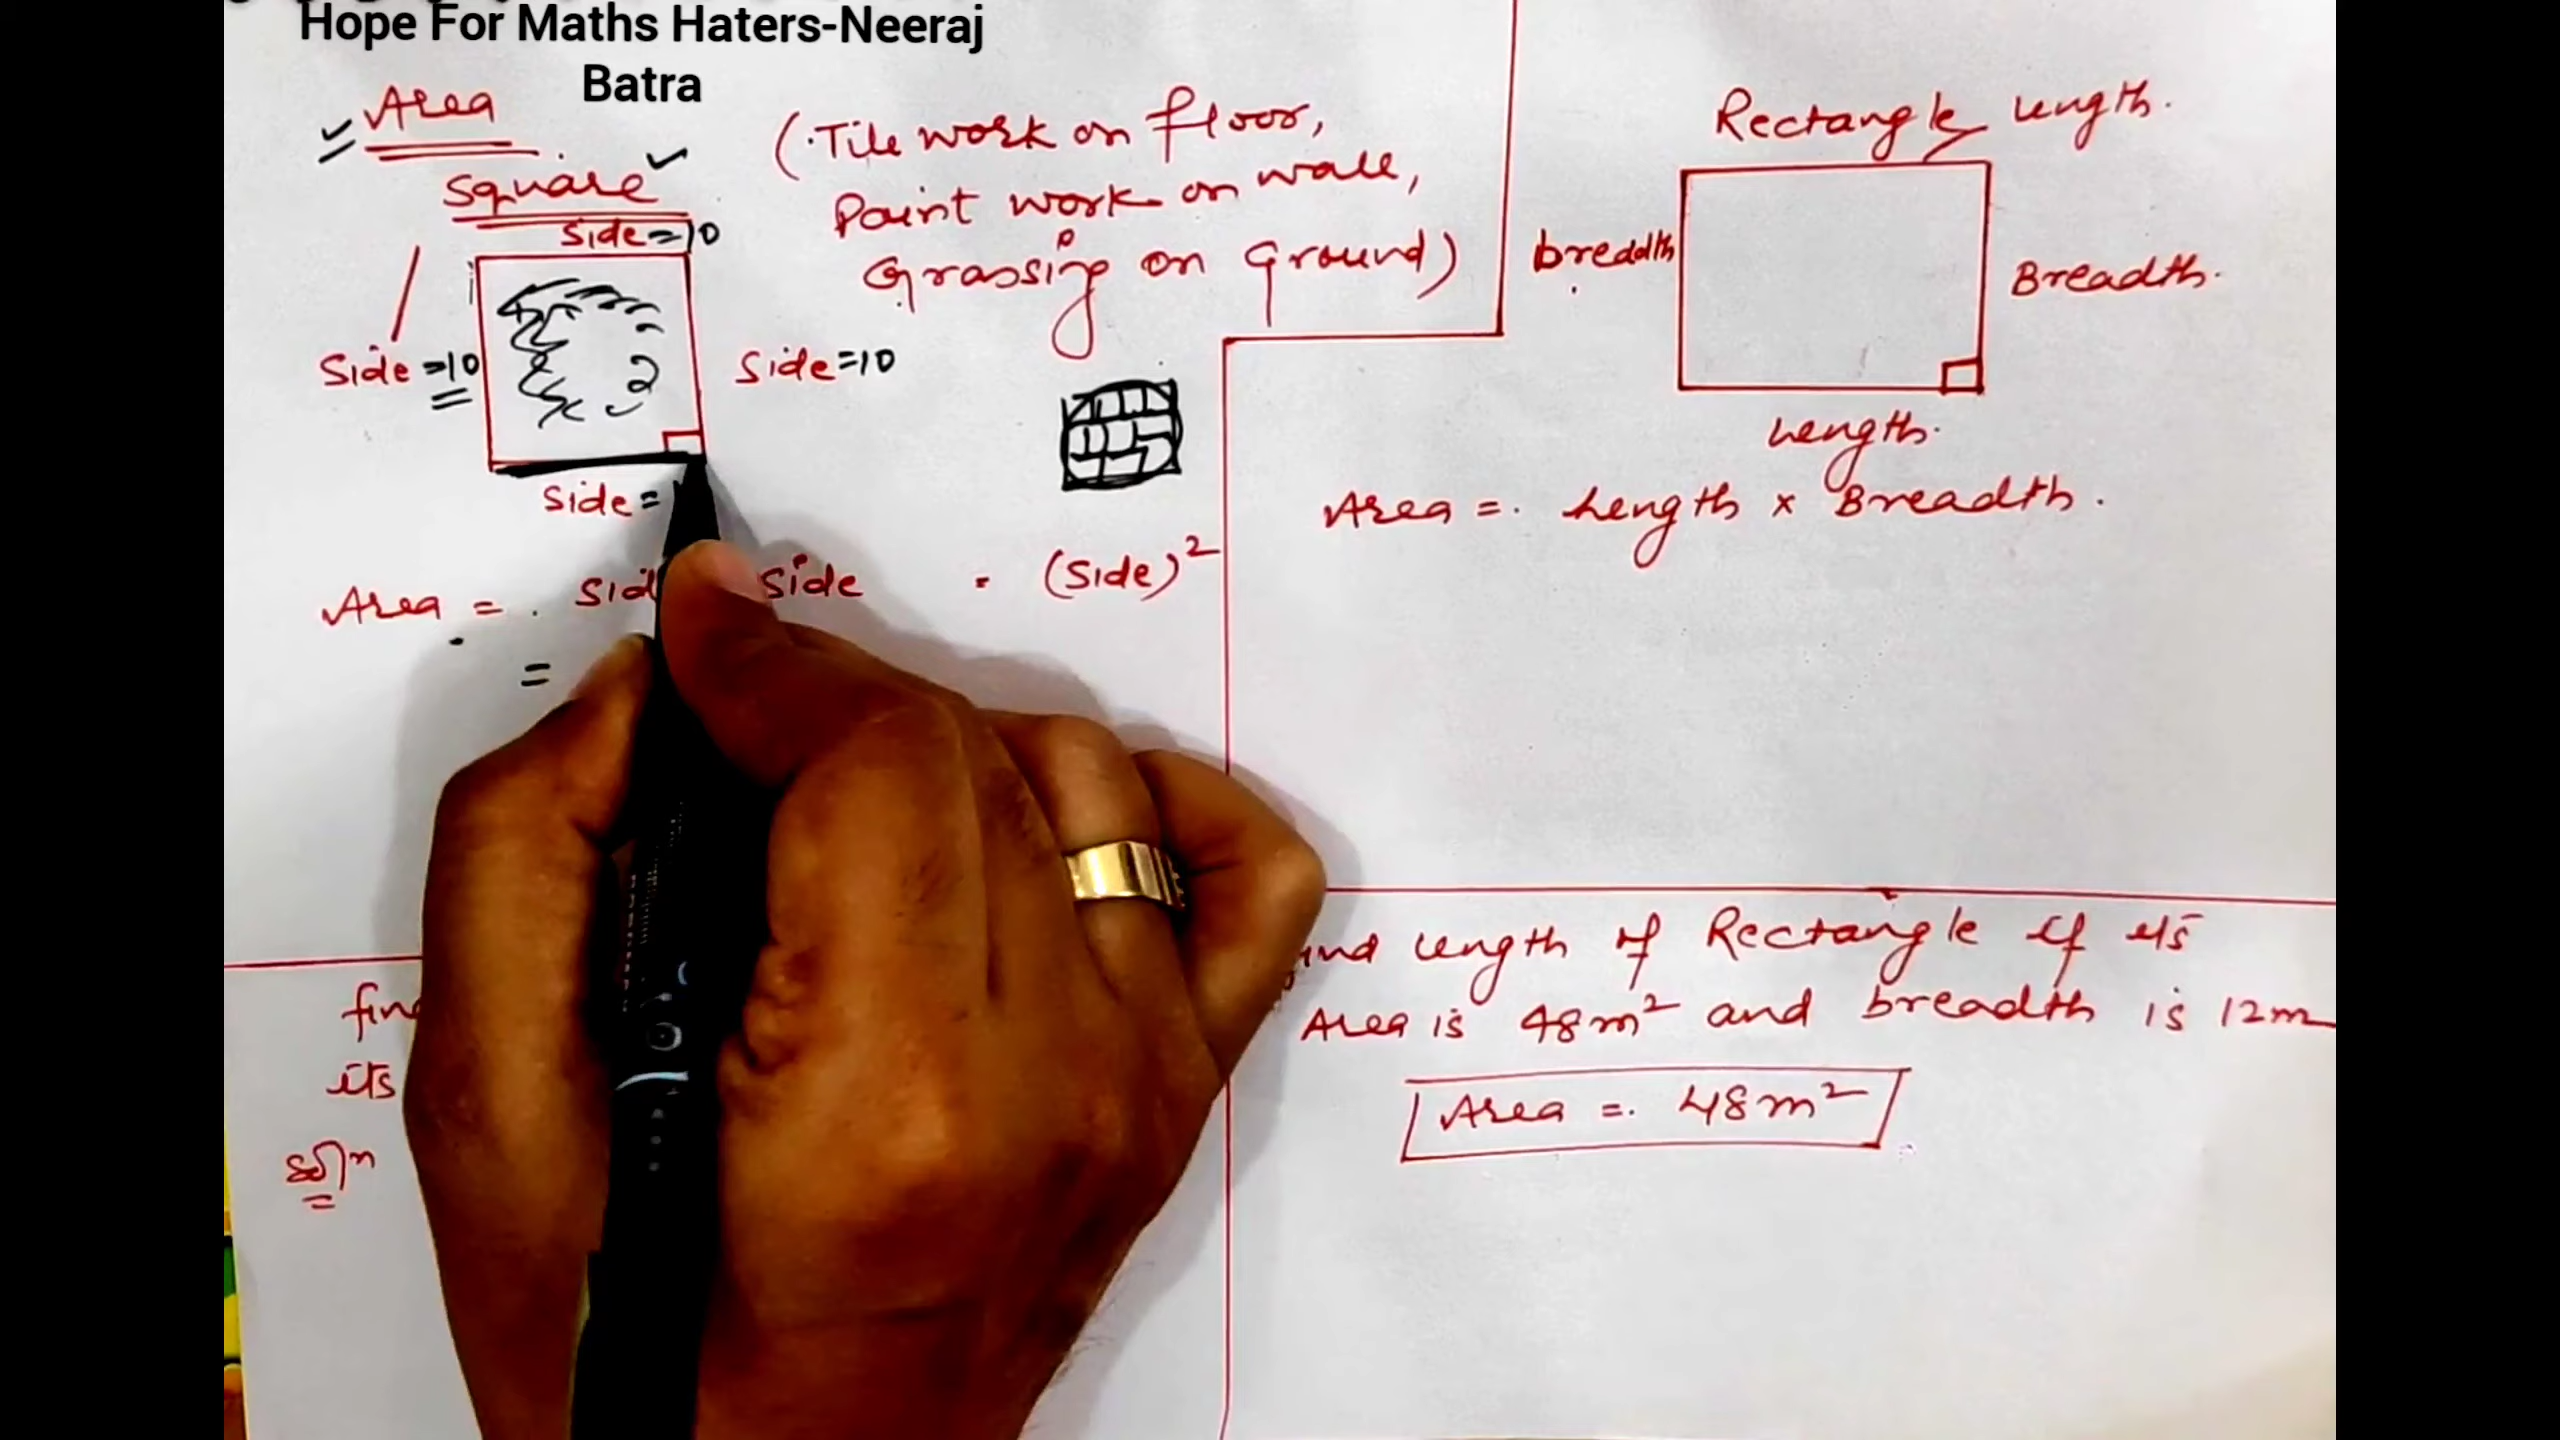 Hope For Maths Haters-Neeraj
Batra
Area
Square
(Tile work on floor,
Paint work on wall,
Grassing on Ground)
Side=10
Side=10
Side=10
Side=
Area = side = (Side)²
=
Rectangle Length.
breadth
Breadth.
Length.
Area =. Length × Breadth.
its
Soln
length of Rectangle if its
Area is 48m² and breadth is 12m
Area =. 48m²